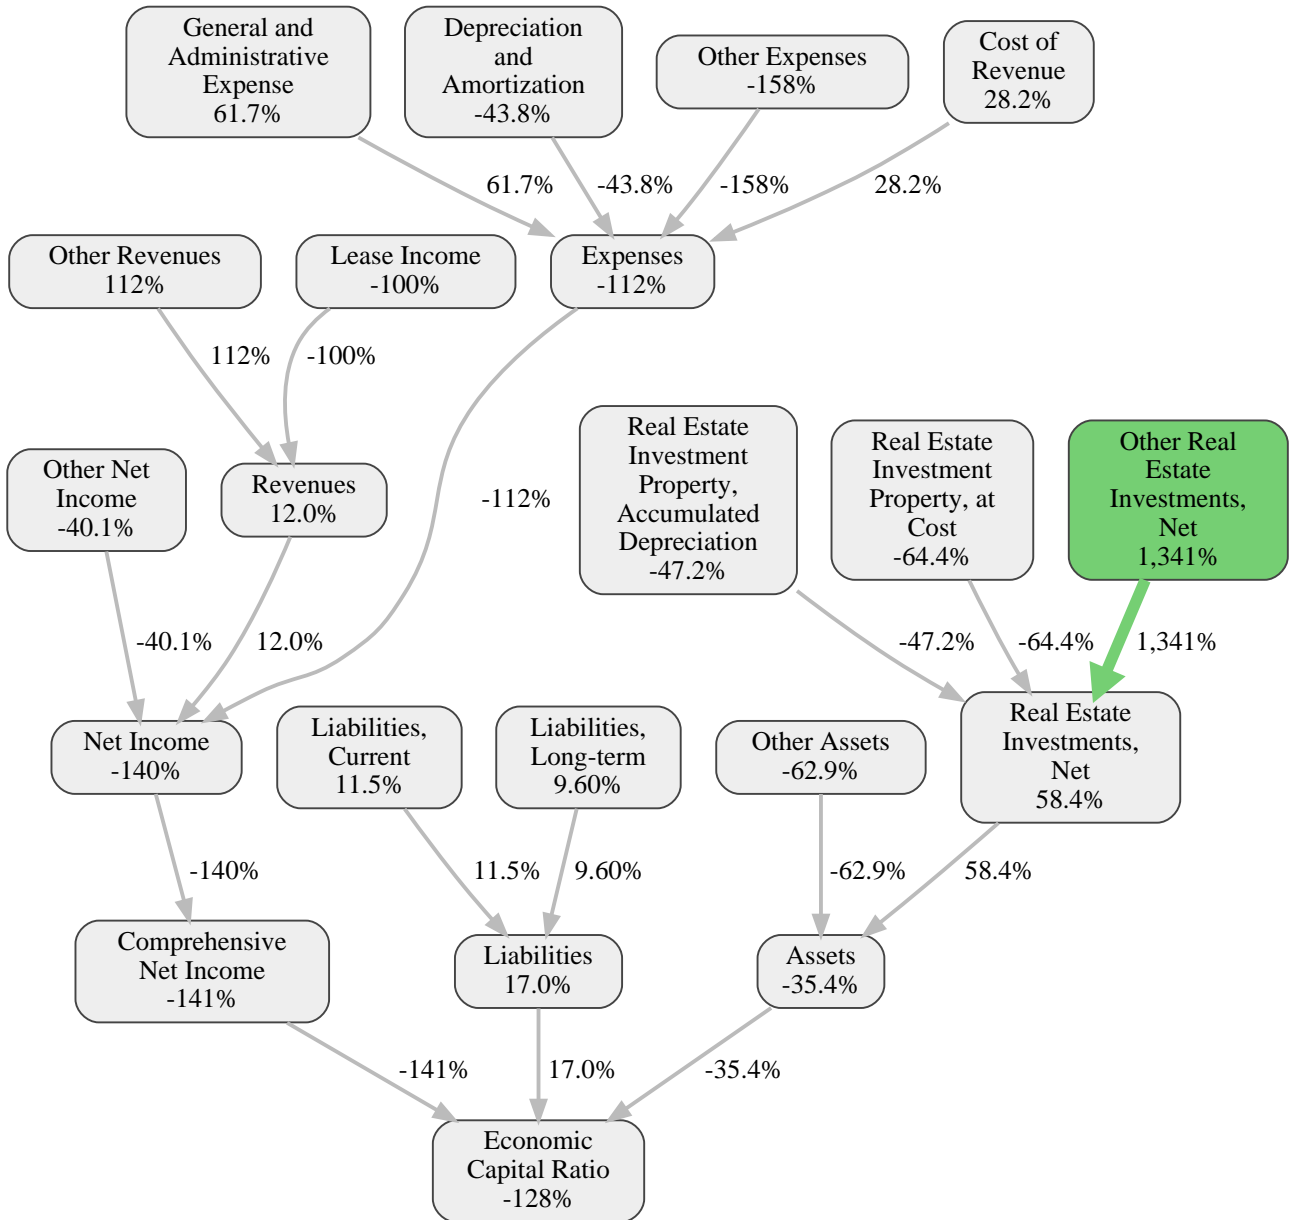 General and
Administrative
Expense
61.7%
Depreciation
and
Amortization
-43.8%
Other Expenses
-158%
Cost of
Revenue
28.2%
61.7%
-43.8%
-158%
28.2%
Other Revenues
112%
Lease Income
-100%
Expenses
-112%
112%
-100%
Other Net
Income
-40.1%
Revenues
12.0%
-112%
Real Estate
Investment
Property,
Accumulated
Depreciation
-47.2%
Real Estate
Investment
Property, at
Cost
-64.4%
Other Real
Estate
Investments,
Net
1,341%
-40.1%
12.0%
-47.2%
-64.4%
1,341%
Net Income
-140%
Liabilities,
Current
11.5%
Liabilities,
Long-term
9.60%
Other Assets
-62.9%
Real Estate
Investments,
Net
58.4%
-140%
11.5%
9.60%
-62.9%
58.4%
Comprehensive
Net Income
-141%
Liabilities
17.0%
Assets
-35.4%
-141%
17.0%
-35.4%
Economic
Capital Ratio
-128%